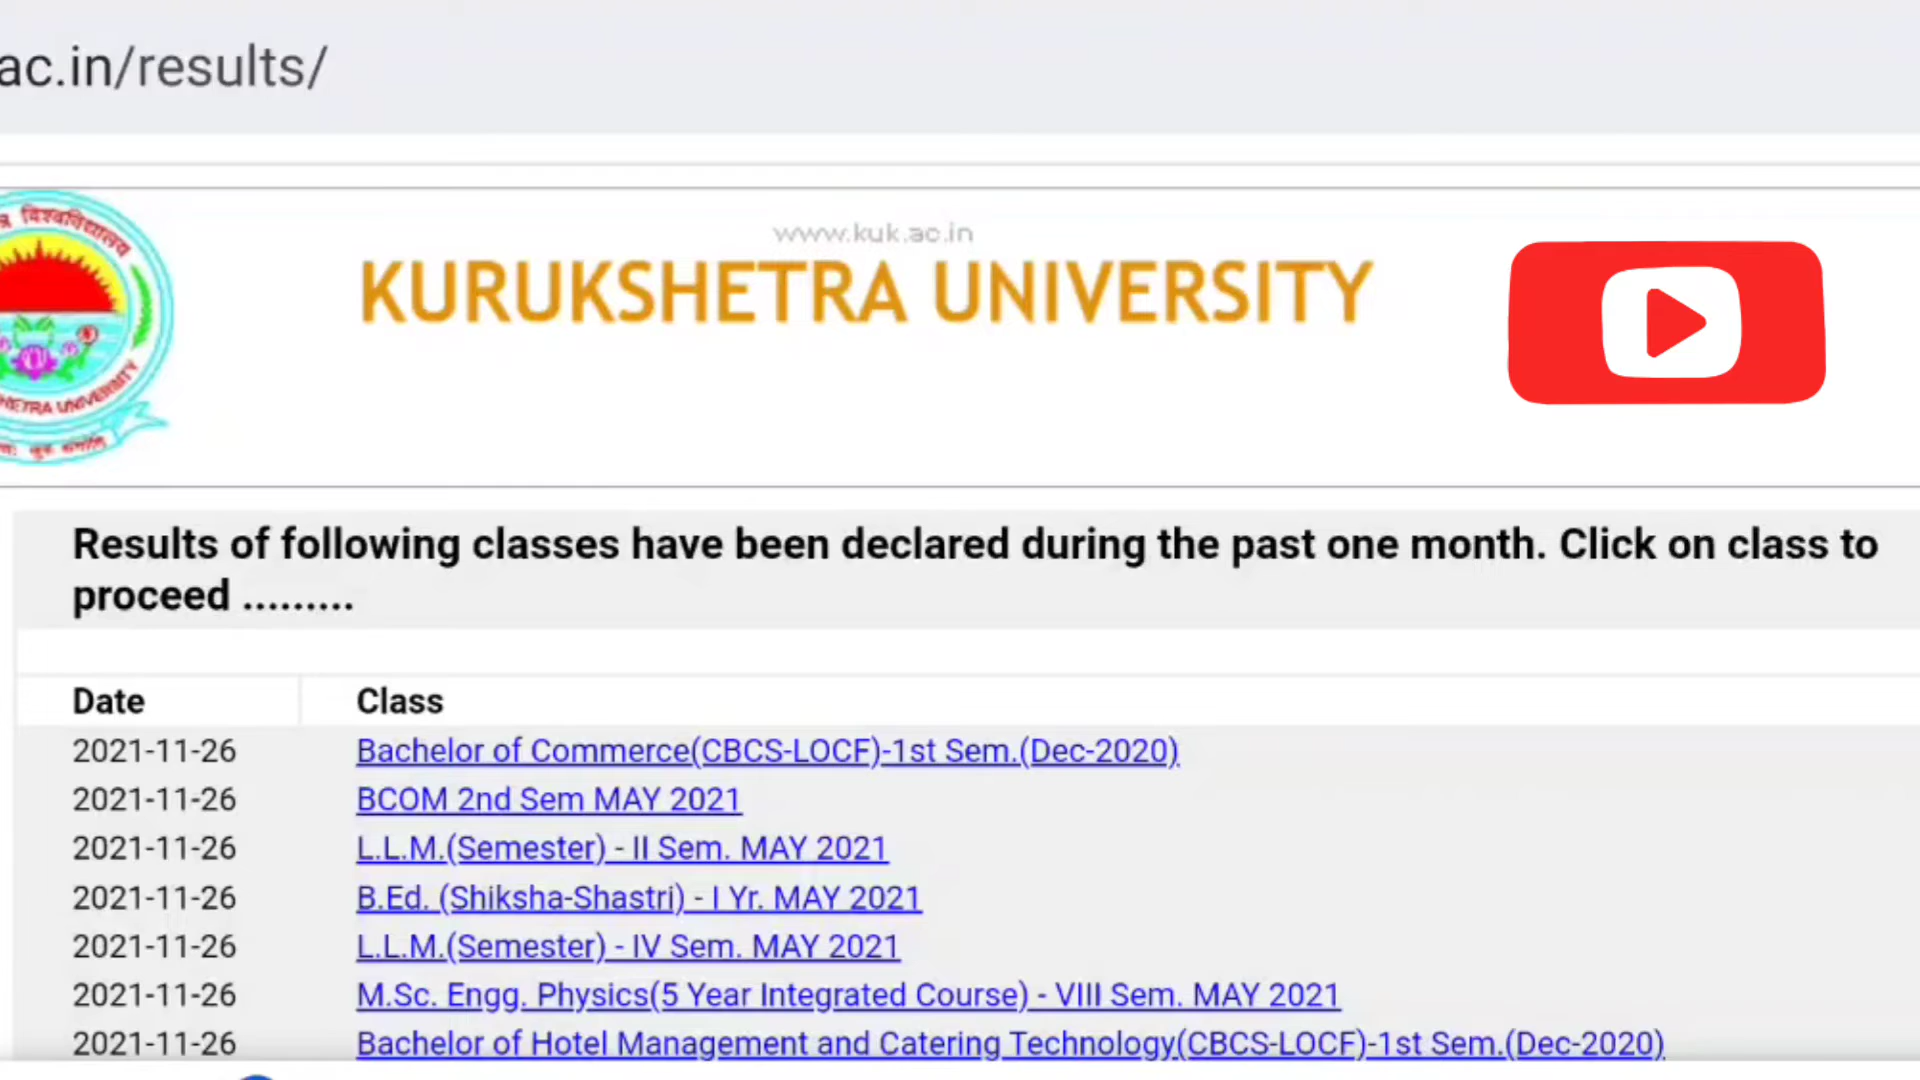 ac.in/results/
विश्वविद्यालय
www.kuk.ac.in
KURUKSHETRA UNIVERSITY
HETRA UNIVERSITY
Results of following classes have been declared during the past one month. Click on class to
proceed .........
Date Class
2021-11-26 Bachelor of Commerce(CBCS-LOCF)-1st Sem.(Dec-2020)
2021-11-26 BCOM 2nd Sem MAY 2021
2021-11-26 L.L.M.(Semester) - II Sem. MAY 2021
2021-11-26 B.Ed. (Shiksha-Shastri) - I Yr. MAY 2021
2021-11-26 L.L.M.(Semester) - IV Sem. MAY 2021
2021-11-26 M.Sc. Engg. Physics(5 Year Integrated Course) - VIII Sem. MAY 2021
2021-11-26 Bachelor of Hotel Management and Catering Technology(CBCS-LOCF)-1st Sem.(Dec-2020)